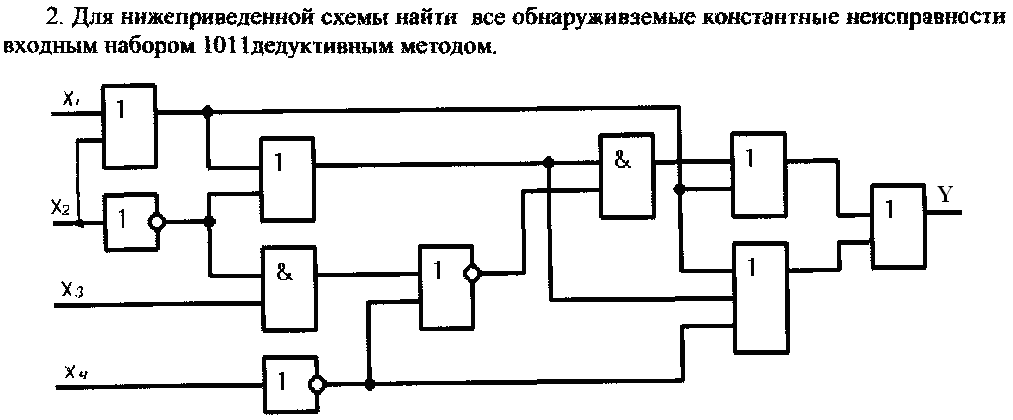 2. Для нижеприведенной схемы найти все обнаруживземые константные неисправности
входным набором 1011дедуктивным методом.
X1
1
1
&
1
X2
1
1
Y
&
1
1
X3
X4
1